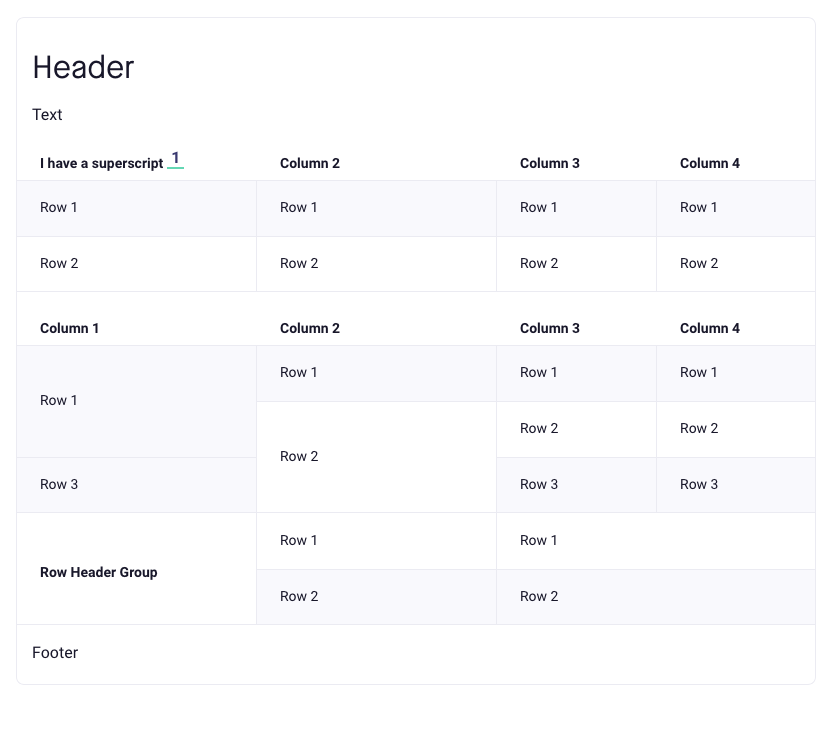 Header
Text
I have a superscript 1 Column 2 Column 3 Column 4
Row 1 Row 1 Row 1 Row 1
Row 2 Row 2 Row 2 Row 2
Column 1 Column 2 Column 3 Column 4
Row 1 Row 1 Row 1
Row 1
Row 2 Row 2
Row 2
Row 3 Row 3 Row 3
Row 1 Row 1
Row Header Group
Row 2 Row 2
Footer